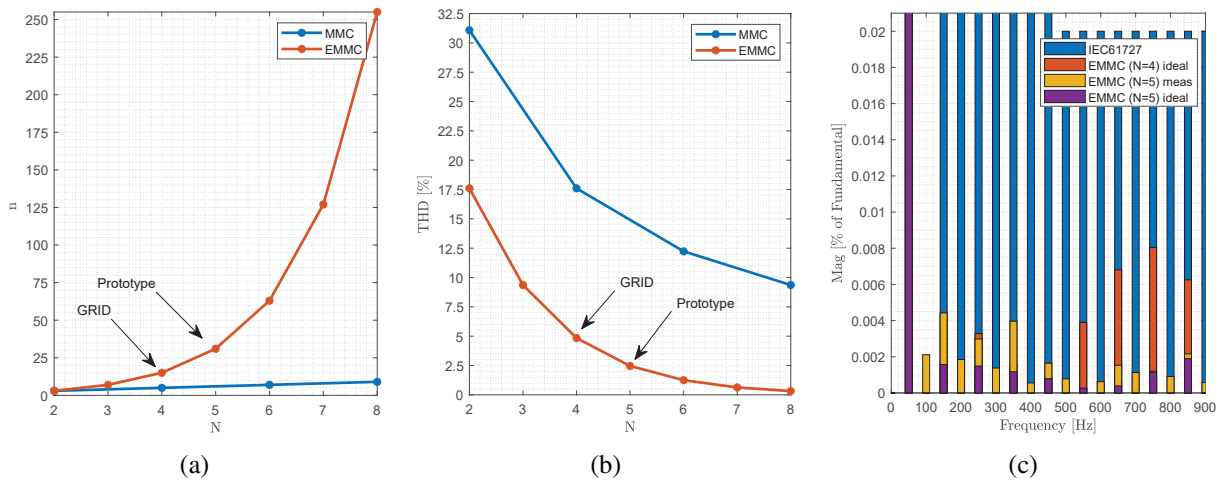 255
225
200
175
150
125
100
75
50
25
0
2
3
4
5
6
7
8
n
N
MMC
EMMC
Prototype
GRID
(a)
32.5
30
27.5
25
22.5
20
17.5
15
12.5
10
7.5
5
2.5
0
2
3
4
5
6
7
8
THD [%]
N
MMC
EMMC
GRID
Prototype
(b)
0.02
0.018
0.016
0.014
0.012
0.01
0.008
0.006
0.004
0.002
0
0
100
200
300
400
500
600
700
800
900
Mag [% of Fundamental]
Frequency [Hz]
IEC61727
EMMC (N=4) ideal
EMMC (N=5) meas
EMMC (N=5) ideal
(c)